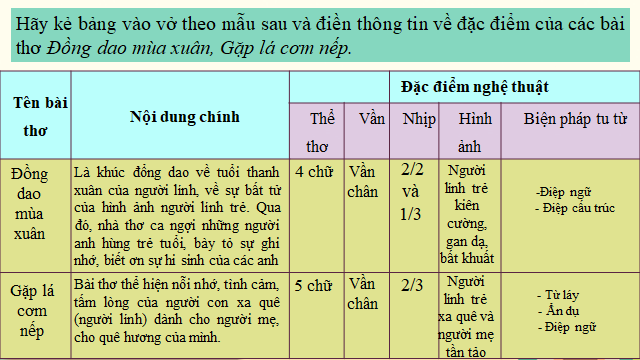 Hãy kẻ bảng vào vở theo mẫu sau và điền thông tin về đặc điểm của các bài
thơ Đồng dao mùa xuân, Gặp lá cơm nếp.
Tên bài
thơ
Nội dung chính
Đặc điểm nghệ thuật
Thể
thơ
Vần
Nhịp
Hình
ảnh
Biện pháp tu từ
Đồng
dao
mùa
xuân
Là khúc đồng dao về tuổi thanh
xuân của người lính, về sự bất tử
của hình ảnh người lính trẻ. Qua
đó, nhà thơ ca ngợi những người
anh hùng trẻ tuổi, bày tỏ sự ghi
nhớ, biết ơn sự hi sinh của các anh
4 chữ
Vần
chân
2/2
và
1/3
Người
lính trẻ
kiên
cường,
gan dạ,
bất khuất
-Điệp ngữ
- Điệp cấu trúc
Gặp lá
cơm
nếp
Bài thơ thể hiện nỗi nhớ, tình cảm,
tấm lòng của người con xa quê
(người lính) dành cho người mẹ,
cho quê hương của mình.
5 chữ
Vần
chân
2/3
Người
lính trẻ
xa quê và
người mẹ
tần tảo
- Từ láy
- Ẩn dụ
- Điệp ngữ